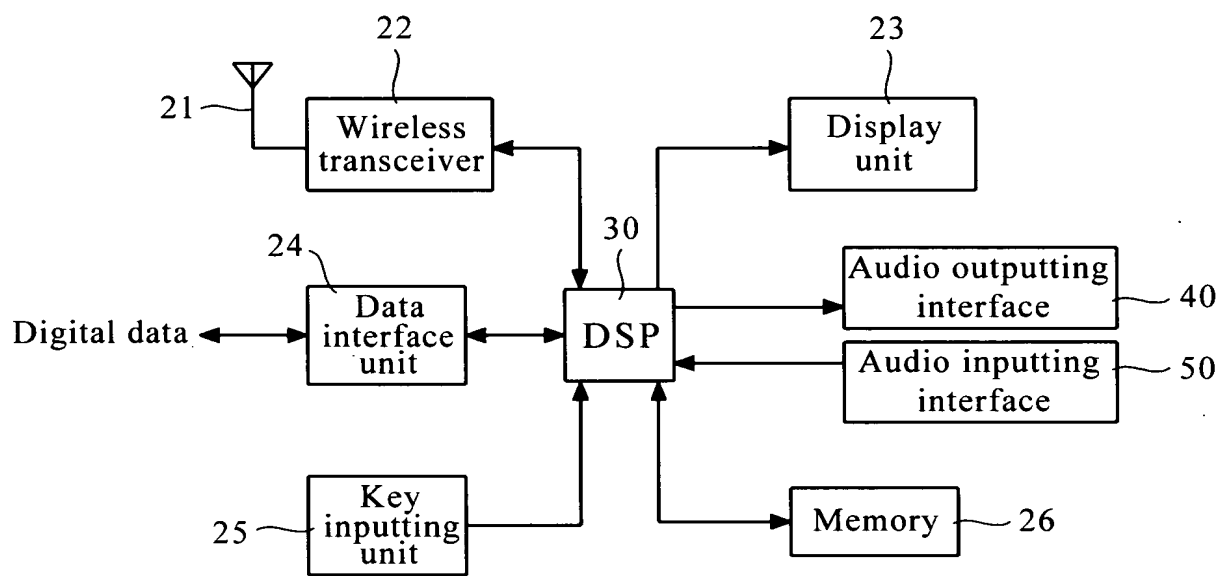 22
23
21
Wireless
transceiver
Display
unit
24
30
Data
interface
unit
Digital data
DSP
Audio outputting
interface
40
Audio inputting
interface
50
Key
inputting
unit
25
Memory
26